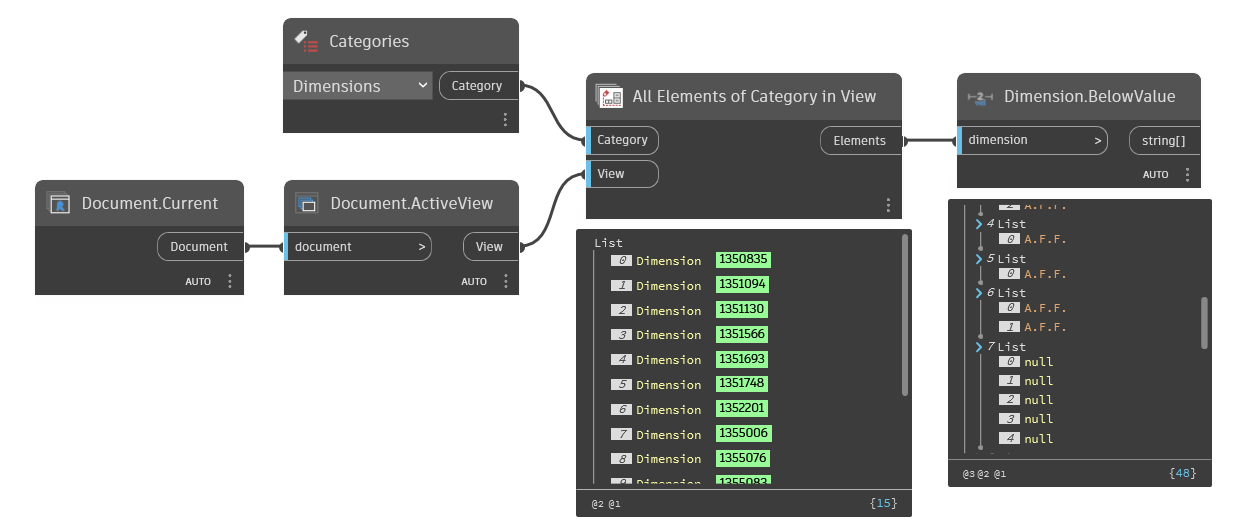 Categories
Dimensions
Category
Document.Current
Document
AUTO
Document.ActiveView
document >
View
AUTO
All Elements of Category in View
Category
Elements
View
List
0 Dimension 1350835
1 Dimension 1351094
2 Dimension 1351130
3 Dimension 1351566
4 Dimension 1351693
5 Dimension 1351748
6 Dimension 1352201
7 Dimension 1355006
8 Dimension 1355076
9 Dimension 1355083
@2 @1
{15}
Dimension.BelowValue
dimension >
string[]
AUTO
2 A.F.F.
4 List
0 A.F.F.
5 List
0 A.F.F.
6 List
0 A.F.F.
1 A.F.F.
7 List
0 null
1 null
2 null
3 null
4 null
@3 @2 @1
{48}